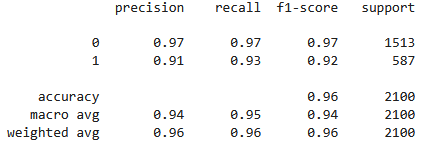 precision recall f1-score support
0 0.97 0.97 0.97 1513
1 0.91 0.93 0.92 587
accuracy 0.96 2100
macro avg 0.94 0.95 0.94 2100
weighted avg 0.96 0.96 0.96 2100